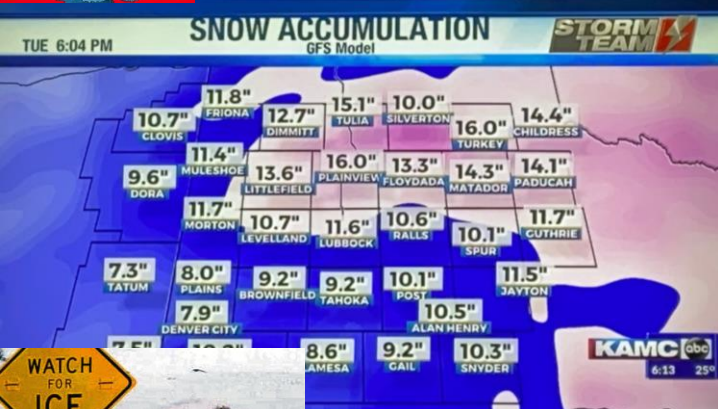 SNOW ACCUMULATION
GFS Model
TUE 6:04 PM
STORM
TEAM
11.8"
FRIONA
10.7"
CLOVIS
12.7"
DIMMITT
15.1"
TULIA
10.0"
SILVERTON
16.0"
TURKEY
14.4"
CHILDRESS
9.6"
DORA
11.4"
MULESHOE
13.6"
LITTLEFIELD
16.0"
PLAINVIEW
13.3"
FLOYDADA
14.3"
MATADOR
14.1"
PADUCAH
11.7"
MORTON
10.7"
LEVELLAND
11.6"
LUBBOCK
10.6"
RALLS
10.1"
SPUR
11.7"
GUTHRIE
7.3"
TATUM
8.0"
PLAINS
9.2"
BROWNFIELD
9.2"
TAHOKA
10.1"
POST
11.5"
JAYTON
7.9"
DENVER CITY
10.5"
ALAN HENRY
8.6"
AMESA
9.2"
GAIL
10.3"
SNYDER
KAMC abc
6:13 25°
WATCH
FOR
ICE